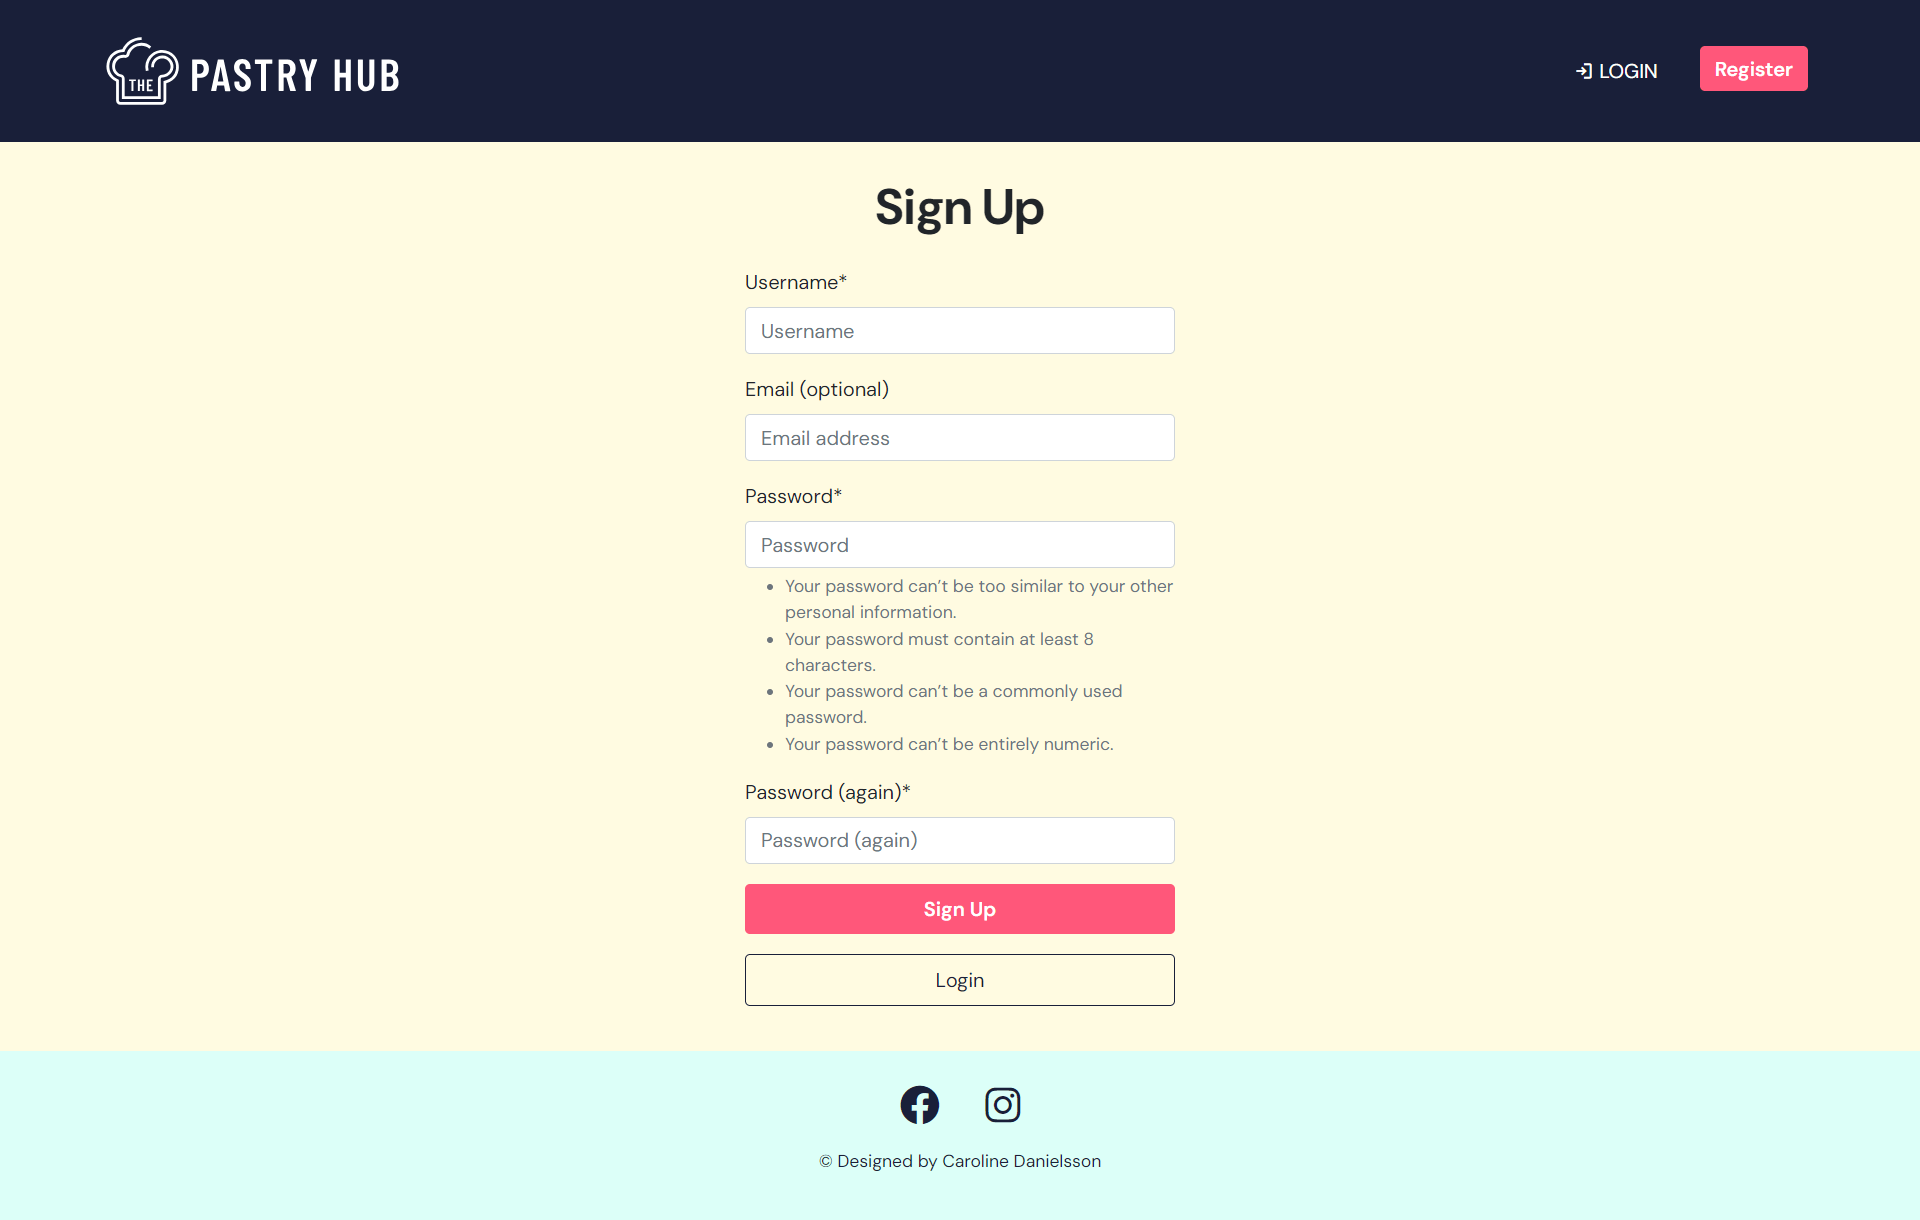 THE PASTRY HUB
LOGIN
Register
Sign Up
Username*
Username
Email (optional)
Email address
Password*
Password
• Your password can’t be too similar to your other
personal information.
• Your password must contain at least 8
characters.
• Your password can’t be a commonly used
password.
• Your password can’t be entirely numeric.
Password (again)*
Password (again)
Sign Up
Login
© Designed by Caroline Danielsson